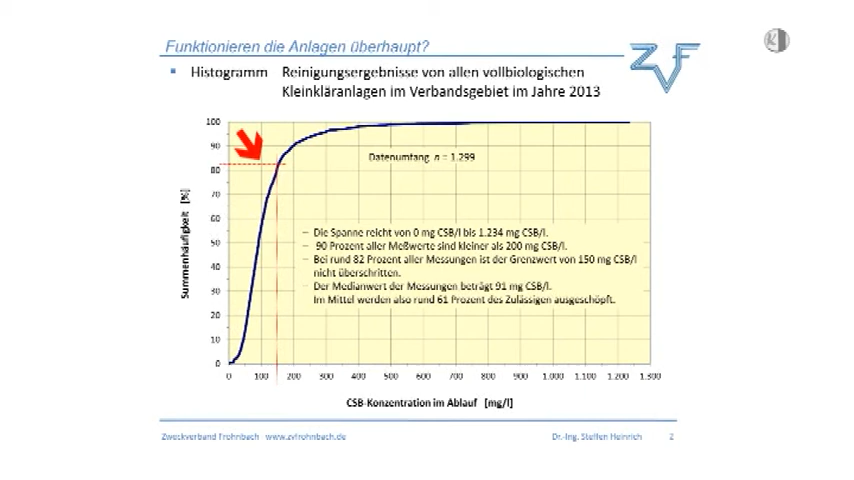 Funktionieren die Anlagen überhaupt?
ZVF
Histogramm Reinigungsergebnisse von allen vollbiologischen
Kleinkläranlagen im Verbandsgebiet im Jahre 2013
Summenhäufigkeit [%]
100
90
80
70
60
50
40
30
20
10
0
Datenumfang n = 1.299
– Die Spanne reicht von 0 mg CSB/l bis 1.234 mg CSB/l.
– 90 Prozent aller Meßwerte sind kleiner als 200 mg CSB/l.
– Bei rund 82 Prozent aller Messungen ist der Grenzwert von 150 mg CSB/l
nicht überschritten.
– Der Medianwert der Messungen beträgt 91 mg CSB/l.
Im Mittel werden also rund 61 Prozent des Zulässigen ausgeschöpft.
0 100 200 300 400 500 600 700 800 900 1.000 1.100 1.200 1.300
CSB-Konzentration im Ablauf [mg/l]
Zweckverband Frohnbach www.zvfrohnbach.de Dr.-Ing. Steffen Heinrich 2